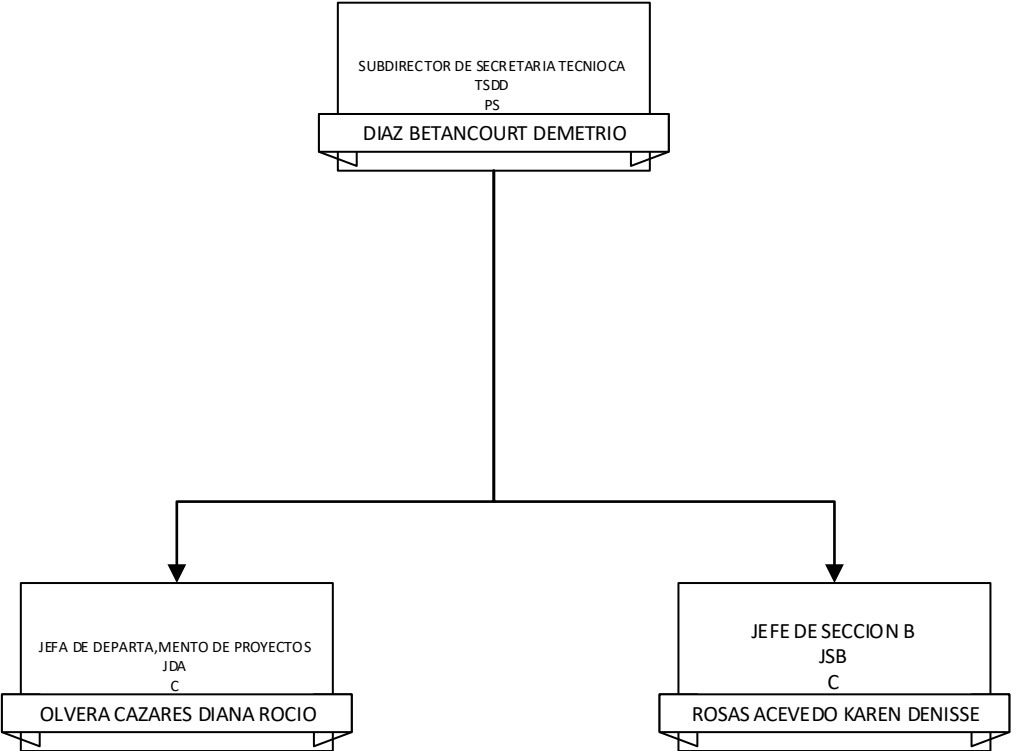 SUBDIRECTOR DE SECRETARIA TECNIOCA
TSDD
PS
DIAZ BETANCOURT DEMETRIO
JEFA DE DEPARTA,MENTO DE PROYECTOS
JDA
C
OLVERA CAZARES DIANA ROCIO
JEFE DE SECCION B
JSB
C
ROSAS ACEVEDO KAREN DENISSE